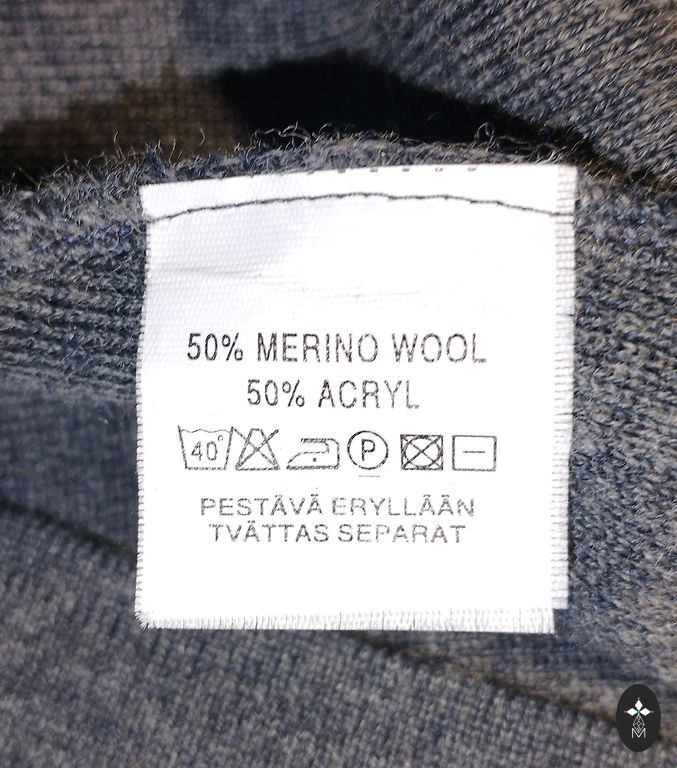 50% MERINO WOOL
50% ACRYL
40° P
PESTÄVÄ ERYLLÄÄN
TVÄTTAS SEPARAT
M